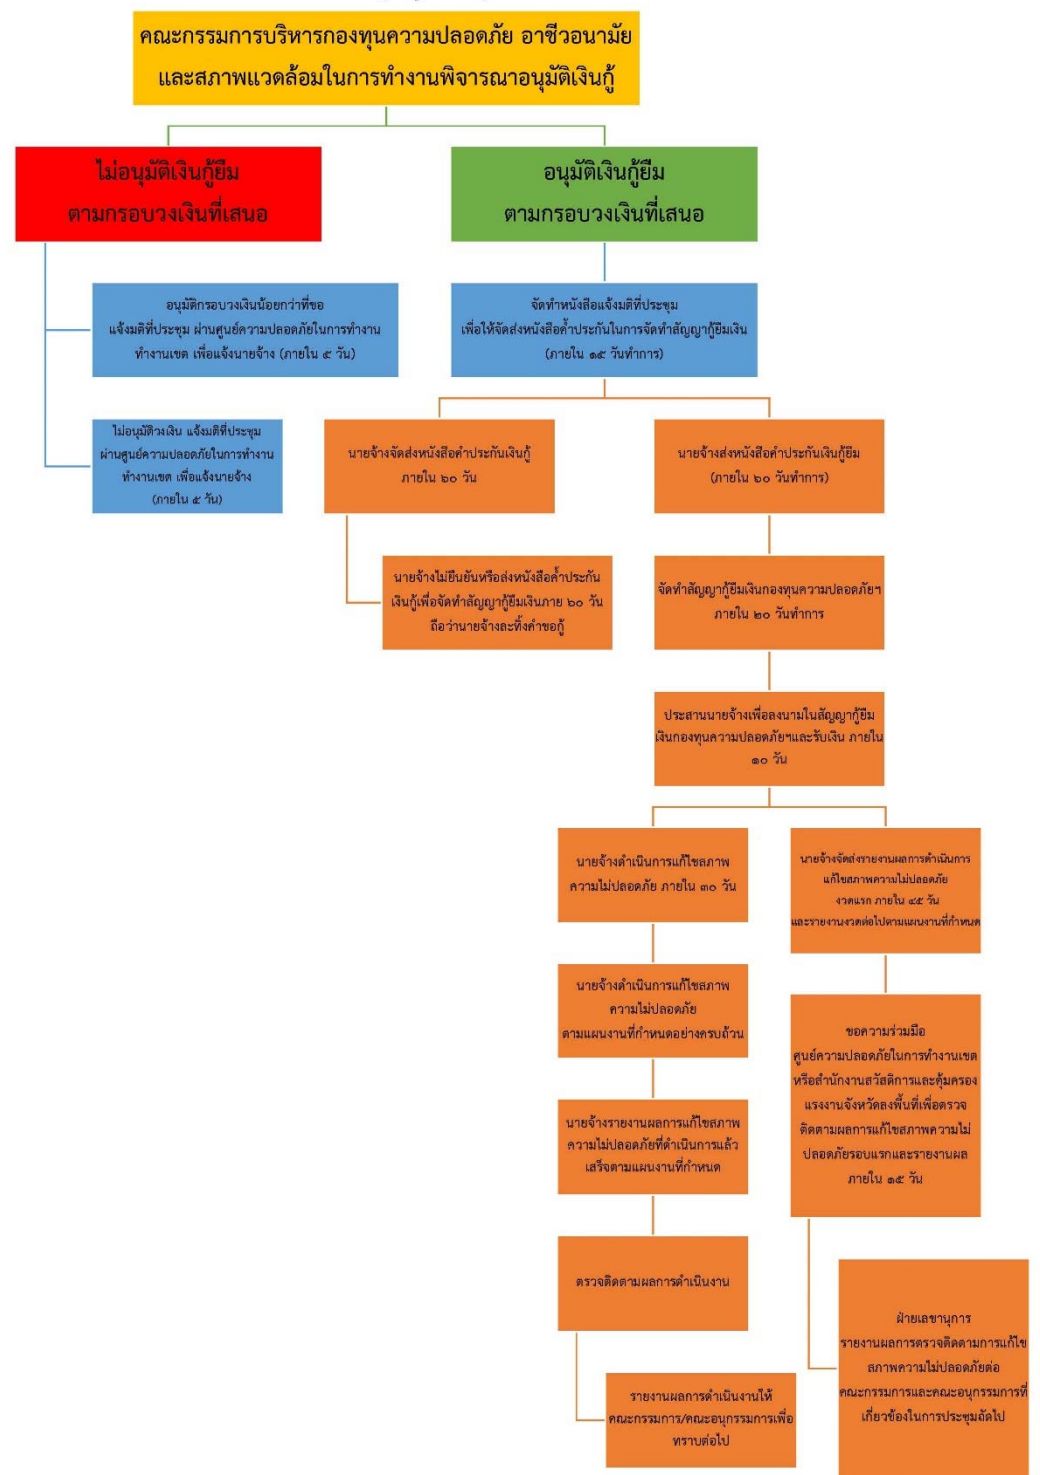 คณะกรรมการบริหารกองทุนความปลอดภัย อาชีวอนามัย
และสภาพแวดล้อมในการทำงานพิจารณาอนุมัติเงินกู้
ไม่อนุมัติเงินกู้ยืม
ตามกรอบวงเงินที่เสนอ
อนุมัติเงินกู้ยืม
ตามกรอบวงเงินที่เสนอ
อนุมัติกรอบวงเงินน้อยกว่าที่ขอ
แจ้งมติที่ประชุม ผ่านศูนย์ความปลอดภัยในการทำงาน
ทำงานเขต เพื่อแจ้งนายจ้าง (ภายใน ๕ วัน)
จัดทำหนังสือแจ้งมติที่ประชุม
เพื่อให้จัดส่งหนังสือค้ำประกันในการจัดทำสัญญากู้ยืมเงิน
(ภายใน ๑๕ วันทำการ)
ไม่อนุมัติวงเงิน แจ้งมติที่ประชุม
ผ่านศูนย์ความปลอดภัยในการทำงาน
ทำงานเขต เพื่อแจ้งนายจ้าง
(ภายใน ๕ วัน)
นายจ้างจัดส่งหนังสือค้ำประกันเงินกู้
ภายใน ๖๐ วัน
นายจ้างส่งหนังสือค้ำประกันเงินกู้ยืม
(ภายใน ๖๐ วันทำการ)
นายจ้างไม่ยืนยันหรือส่งหนังสือค้ำประกัน
เงินกู้เพื่อจัดทำสัญญากู้ยืมเงินภาย ๖๐ วัน
ถือว่านายจ้างละทิ้งคำขอกู้
จัดทำสัญญากู้ยืมเงินกองทุนความปลอดภัยฯ
ภายใน ๒๐ วันทำการ
ประสานนายจ้างเพื่อลงนามในสัญญากู้ยืม
เงินกองทุนความปลอดภัยฯและรับเงิน ภายใน
๑๐ วัน
นายจ้างดำเนินการแก้ไขสภาพ
ความไม่ปลอดภัย ภายใน ๓๐ วัน
นายจ้างจัดส่งรายงานผลการดำเนินการ
แก้ไขสภาพความไม่ปลอดภัย
งวดแรก ภายใน ๔๕ วัน
และรายงานงวดต่อไปตามแผนงานที่กำหนด
นายจ้างดำเนินการแก้ไขสภาพ
ความไม่ปลอดภัย
ตามแผนงานที่กำหนดอย่างครบถ้วน
ขอความร่วมมือ
ศูนย์ความปลอดภัยในการทำงานเขต
หรือสำนักงานสวัสดิการและคุ้มครอง
แรงงานจังหวัดลงพื้นที่เพื่อตรวจ
ติดตามผลการแก้ไขสภาพความไม่
ปลอดภัยรอบแรกและรายงานผล
ภายใน ๑๕ วัน
นายจ้างรายงานผลการแก้ไขสภาพ
ความไม่ปลอดภัยที่ดำเนินการแล้ว
เสร็จตามแผนงานที่กำหนด
ตรวจติดตามผลการดำเนินงาน
ฝ่ายเลขานุการ
รายงานผลการตรวจติดตามการแก้ไข
สภาพความไม่ปลอดภัยต่อ
คณะกรรมการและคณะอนุกรรมการที่
เกี่ยวข้องในการประชุมถัดไป
รายงานผลการดำเนินงานให้
คณะกรรมการ/คณะอนุกรรมการเพื่อ
ทราบต่อไป